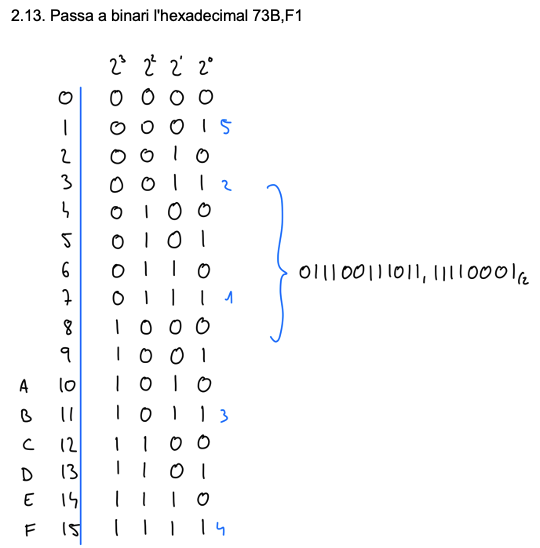 2.13. Passa a binari l'hexadecimal 73B,F1
2³ 2² 2¹ 2⁰
0 0 0 0 0
1 0 0 0 1 5
2 0 0 1 0
3 0 0 1 1 2
4 0 1 0 0
5 0 1 0 1
6 0 1 1 0
011100111011,11110001/2
7 0 1 1 1 1
8 1 0 0 0
9 1 0 0 1
A 10 1 0 1 0
B 11 1 0 1 1 3
C 12 1 1 0 0
D 13 1 1 0 1
E 14 1 1 1 0
F 15 1 1 1 1 4